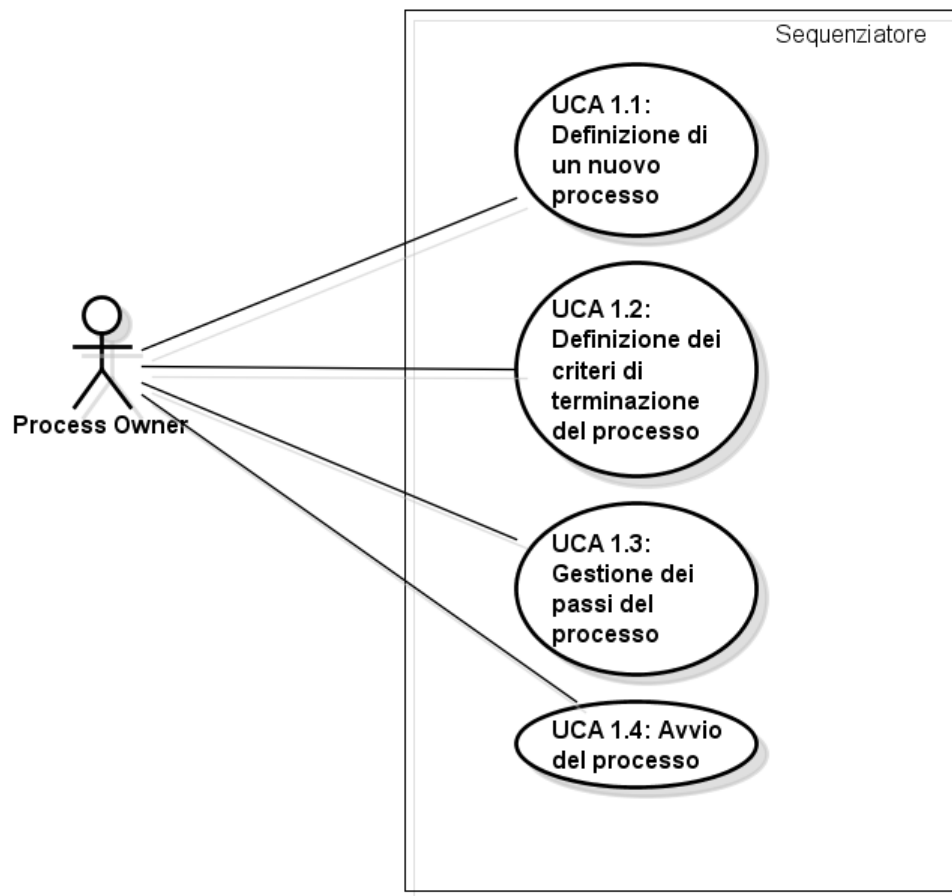 Sequenziatore
UCA 1.1:
Definizione di
un nuovo
processo
UCA 1.2:
Definizione dei
criteri di
terminazione
del processo
Process Owner
UCA 1.3:
Gestione dei
passi del
processo
UCA 1.4: Avvio
del processo